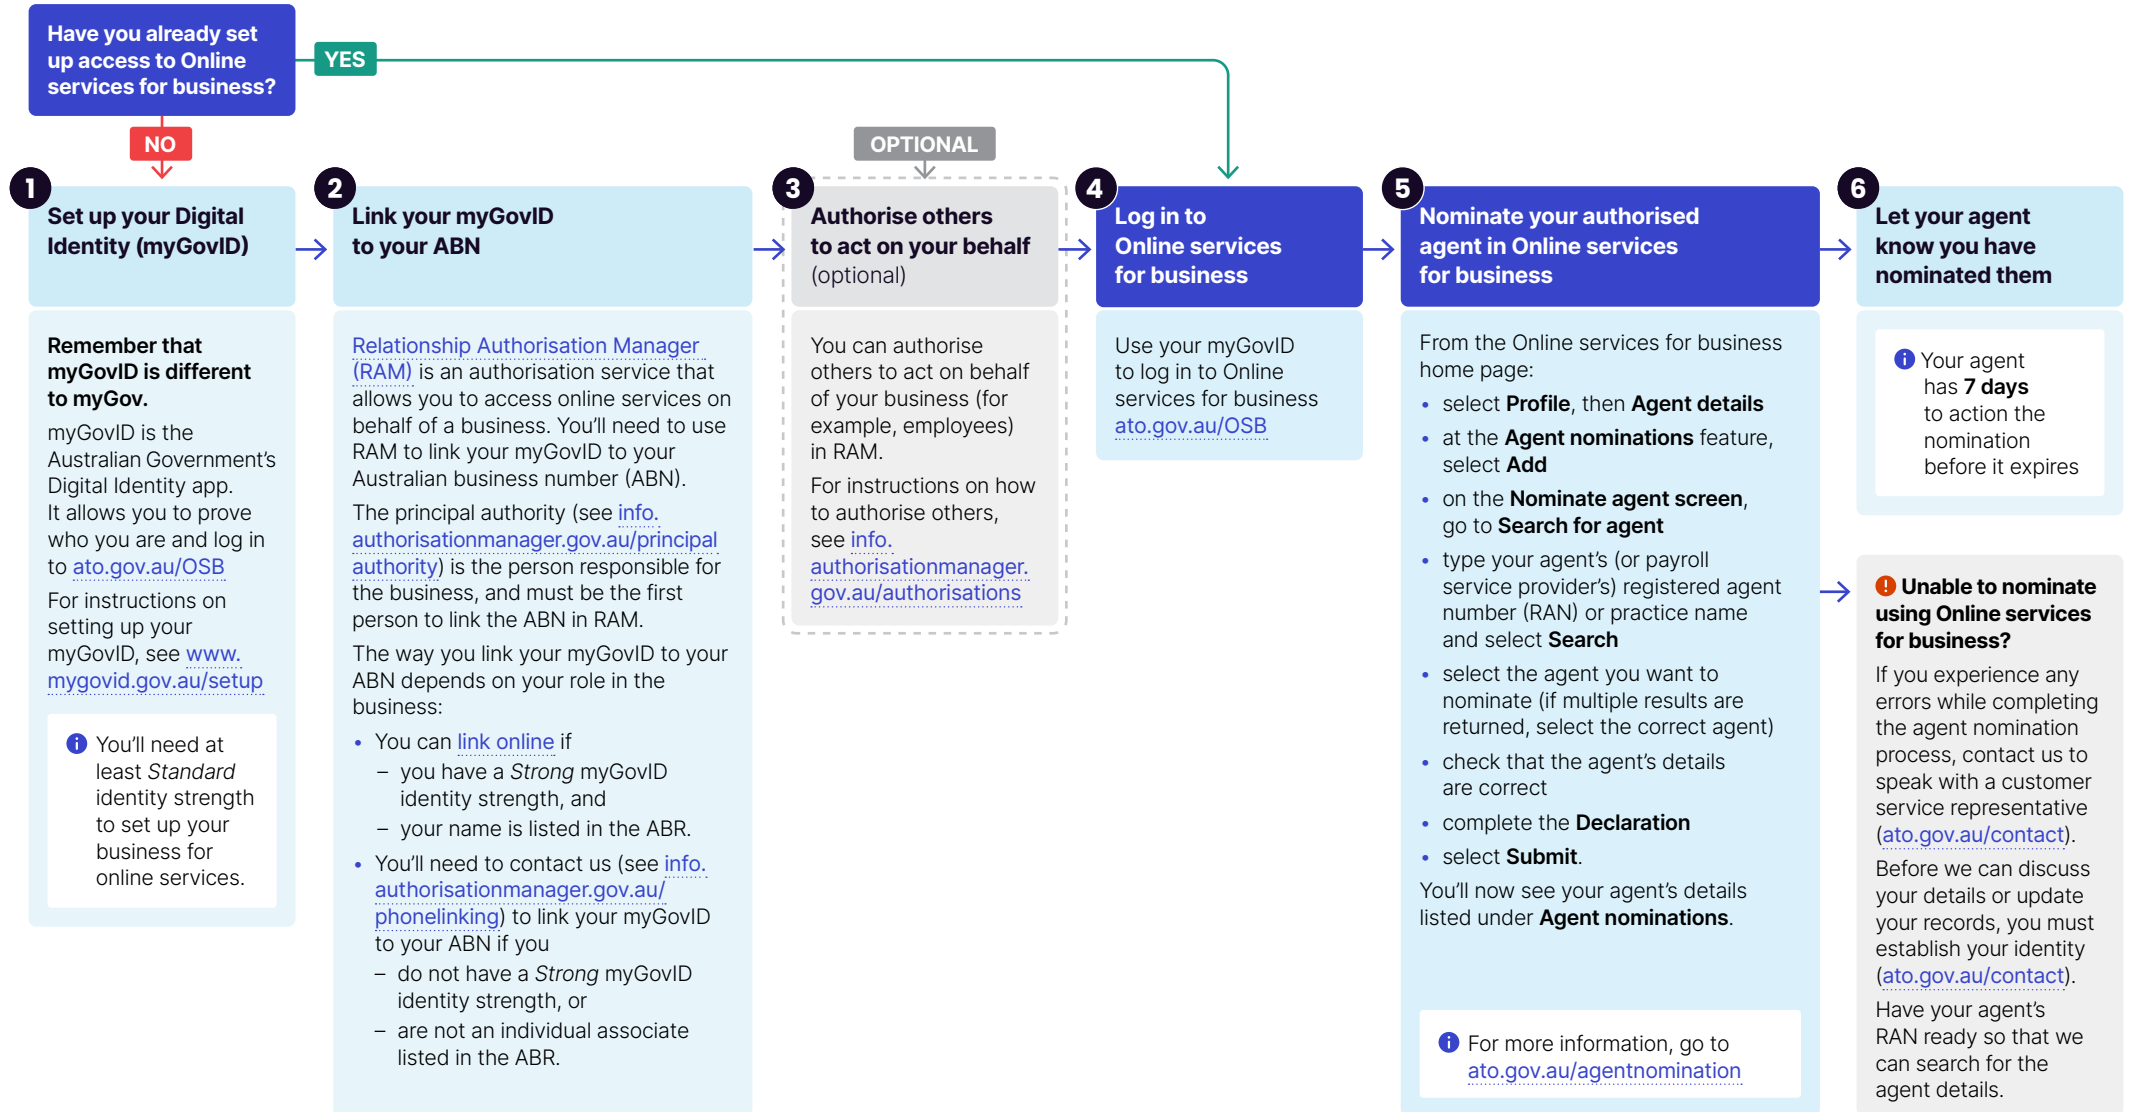 Have you already set
up access to Online
services for business?
YES
NO
OPTIONAL
1
Set up your Digital
Identity (myGovID)
Remember that
myGovID is different
to myGov.
myGovID is the
Australian Government’s
Digital Identity app.
It allows you to prove
who you are and log in
to ato.gov.au/OSB
For instructions on
setting up your
myGovID, see www.
mygovid.gov.au/setup
You’ll need at
least Standard
identity strength
to set up your
business for
online services.
2
Link your myGovID
to your ABN
Relationship Authorisation Manager
(RAM) is an authorisation service that
allows you to access online services on
behalf of a business. You’ll need to use
RAM to link your myGovID to your
Australian business number (ABN).
The principal authority (see info.
authorisationmanager.gov.au/principal
authority) is the person responsible for
the business, and must be the first
person to link the ABN in RAM.
The way you link your myGovID to your
ABN depends on your role in the
business:
• You can link online if
– you have a Strong myGovID
identity strength, and
– your name is listed in the ABR.
• You’ll need to contact us (see info.
authorisationmanager.gov.au/
phonelinking) to link your myGovID
to your ABN if you
– do not have a Strong myGovID
identity strength, or
– are not an individual associate
listed in the ABR.
3
Authorise others
to act on your behalf
(optional)
You can authorise
others to act on behalf
of your business (for
example, employees)
in RAM.
For instructions on how
to authorise others,
see info.
authorisationmanager.
gov.au/authorisations
4
Log in to
Online services
for business
Use your myGovID
to log in to Online
services for business
ato.gov.au/OSB
5
Nominate your authorised
agent in Online services
for business
From the Online services for business
home page:
• select Profile, then Agent details
• at the Agent nominations feature,
select Add
• on the Nominate agent screen,
go to Search for agent
• type your agent’s (or payroll
service provider’s) registered agent
number (RAN) or practice name
and select Search
• select the agent you want to
nominate (if multiple results are
returned, select the correct agent)
• check that the agent’s details
are correct
• complete the Declaration
• select Submit.
You’ll now see your agent’s details
listed under Agent nominations.
For more information, go to
ato.gov.au/agentnomination
6
Let your agent
know you have
nominated them
Your agent
has 7 days
to action the
nomination
before it expires
Unable to nominate
using Online services
for business?
If you experience any
errors while completing
the agent nomination
process, contact us to
speak with a customer
service representative
(ato.gov.au/contact).
Before we can discuss
your details or update
your records, you must
establish your identity
(ato.gov.au/contact).
Have your agent’s
RAN ready so that we
can search for the
agent details.